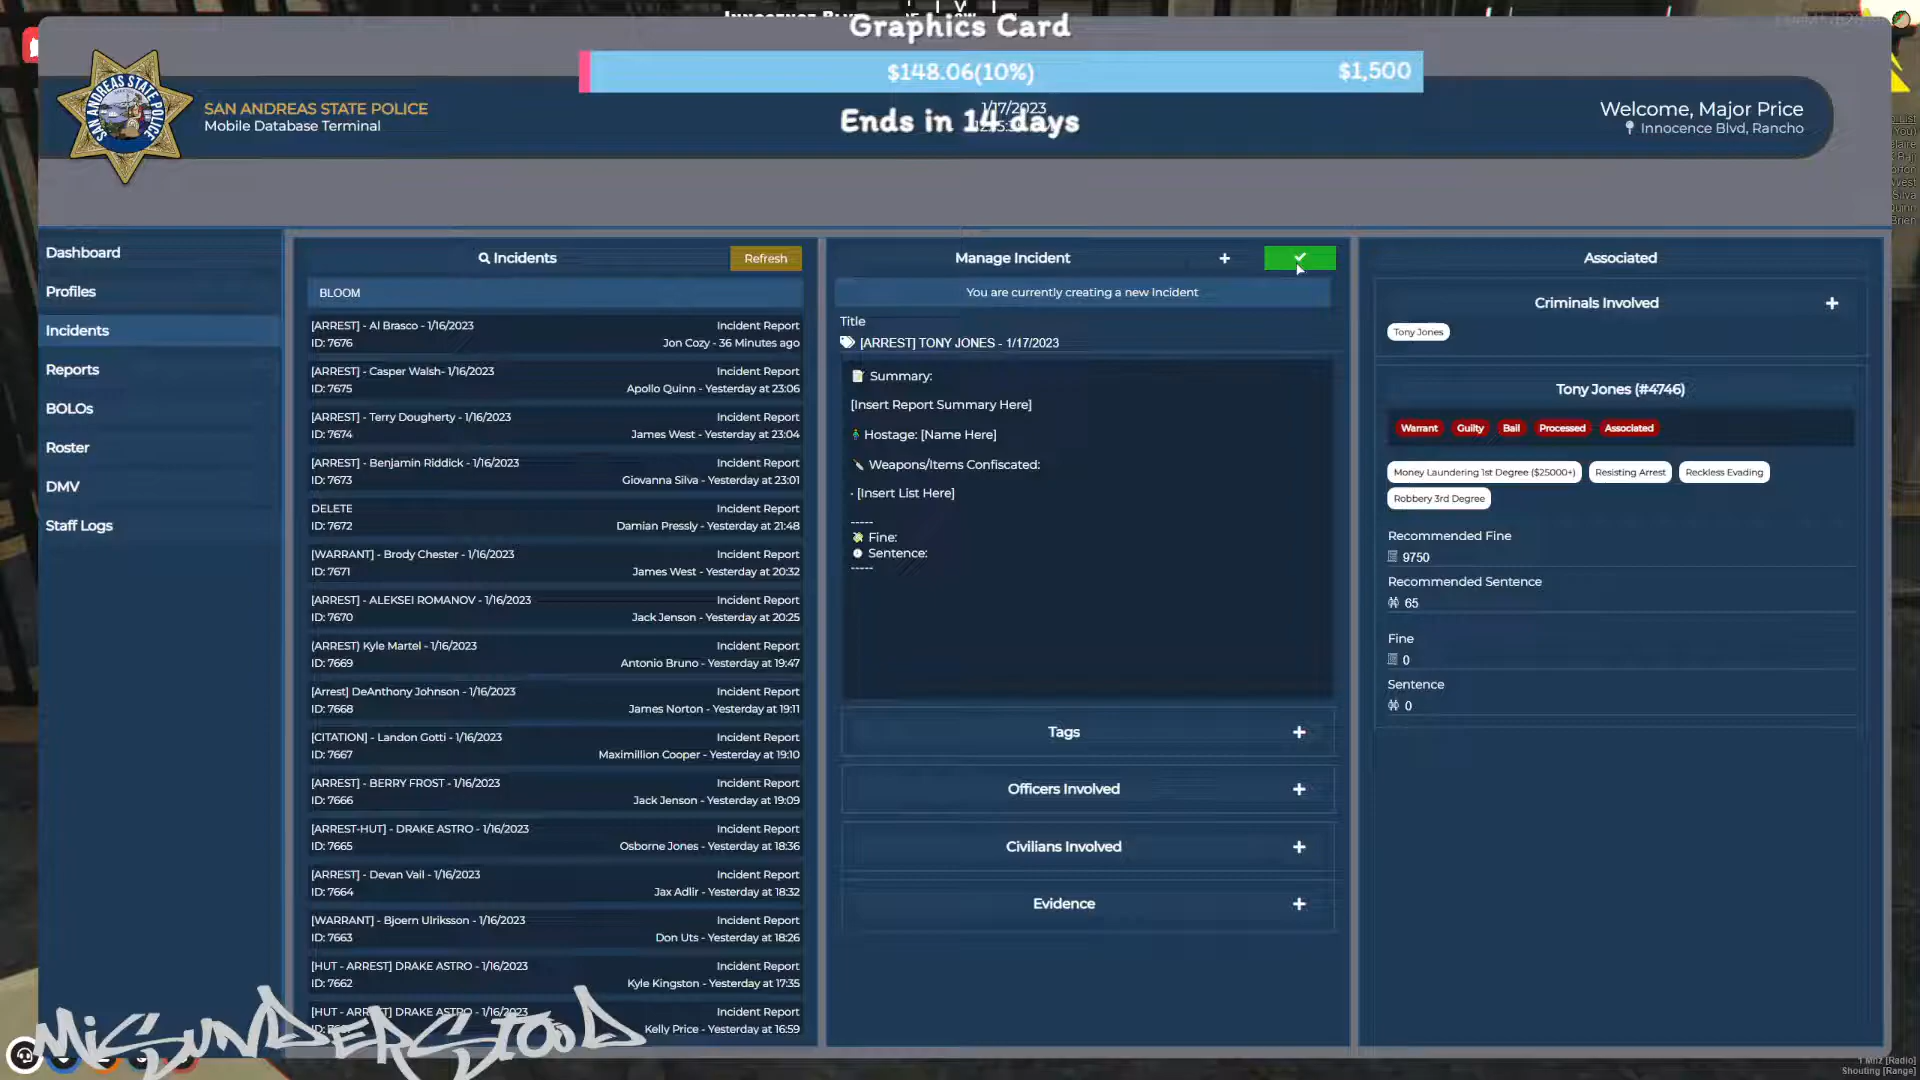 Graphics Card
$148.06(10%)
$1,500
Ends in 14 days
1/17/2023
SAN ANDREAS STATE POLICE
Mobile Database Terminal
Welcome, Major Price
Innocence Blvd, Rancho
Dashboard
Profiles
Incidents
Reports
BOLOs
Roster
DMV
Staff Logs
Incidents
Refresh
BLOOM
[ARREST] - Al Brasco - 1/16/2023 Incident Report
ID: 7676 Jon Cozy - 36 Minutes ago
[ARREST] - Casper Walsh- 1/16/2023 Incident Report
ID: 7675 Apollo Quinn - Yesterday at 23:06
[ARREST] - Terry Dougherty - 1/16/2023 Incident Report
ID: 7674 James West - Yesterday at 23:04
[ARREST] - Benjamin Riddick - 1/16/2023 Incident Report
ID: 7673 Giovanna Silva - Yesterday at 23:01
DELETE Incident Report
ID: 7672 Damian Pressly - Yesterday at 21:48
[WARRANT] - Brody Chester - 1/16/2023 Incident Report
ID: 7671 James West - Yesterday at 20:32
[ARREST] - ALEKSEI ROMANOV - 1/16/2023 Incident Report
ID: 7670 Jack Jenson - Yesterday at 20:25
(ARREST) Kyle Martel - 1/16/2023 Incident Report
ID: 7669 Antonio Bruno - Yesterday at 19:47
[Arrest] DeAnthony Johnson - 1/16/2023 Incident Report
ID: 7668 James Norton - Yesterday at 19:11
[CITATION] - Landon Gotti - 1/16/2023 Incident Report
ID: 7667 Maximillion Cooper - Yesterday at 19:10
[ARREST] - BERRY FROST - 1/16/2023 Incident Report
ID: 7666 Jack Jenson - Yesterday at 19:09
[ARREST-HUT] - DRAKE ASTRO - 1/16/2023 Incident Report
ID: 7665 Osborne Jones - Yesterday at 18:36
[ARREST] - Devan Vail - 1/16/2023 Incident Report
ID: 7664 Jax Adlir - Yesterday at 18:32
[WARRANT] - Bjoern Ulriksson - 1/16/2023 Incident Report
ID: 7663 Don Uts - Yesterday at 18:26
[HUT - ARREST] DRAKE ASTRO - 1/16/2023 Incident Report
ID: 7662 Kyle Kingston - Yesterday at 17:35
[HUT - ARREST] DRAKE ASTRO - 1/16/2023 Incident Report
Kelly Price - Yesterday at 16:59
MISUNDERSTOOD
Manage Incident
You are currently creating a new Incident
Title
[ARREST] TONY JONES - 1/17/2023
Summary:
[Insert Report Summary Here]
Hostage: [Name Here]
Weapons/Items Confiscated:
· [Insert List Here]
-----
Fine:
Sentence:
-----
Tags
Officers Involved
Civilians Involved
Evidence
Associated
Criminals Involved
Tony Jones
Tony Jones (#4746)
Warrant Guilty Bail Processed Associated
Money Laundering 1st Degree ($25000+) Resisting Arrest Reckless Evading
Robbery 3rd Degree
Recommended Fine
9750
Recommended Sentence
65
Fine
0
Sentence
0
1 Mhz [Radio]
Shouting [Range]